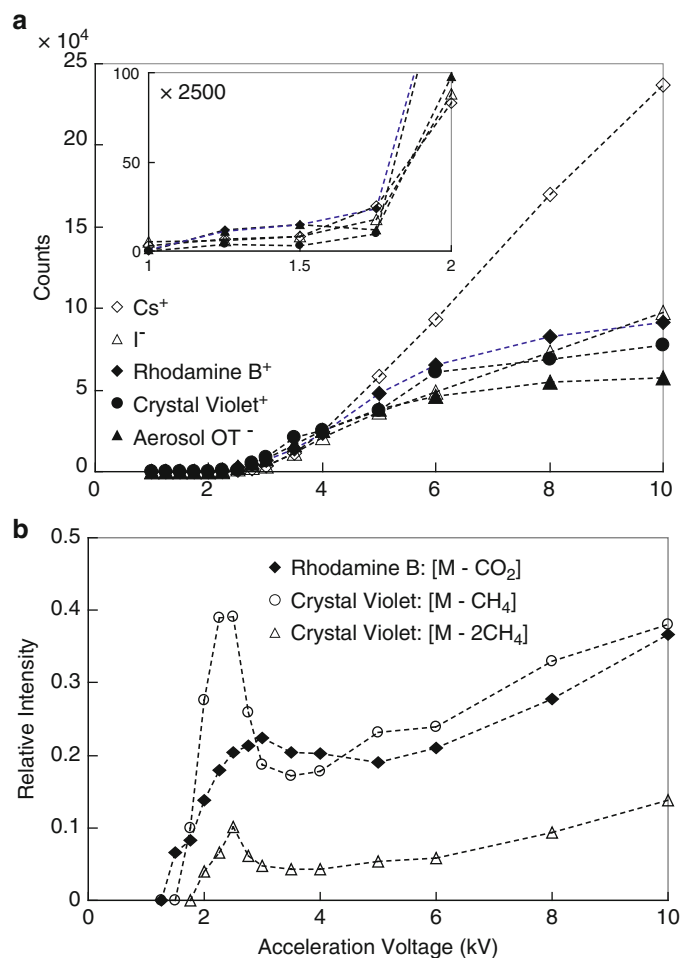 a
× 10⁴
25
20
15
10
5
0
Counts
× 2500
100
50
0
1
1.5
2
Cs⁺
I⁻
Rhodamine B⁺
Crystal Violet⁺
Aerosol OT⁻
0
2
4
6
8
10
b
0.5
0.4
0.3
0.2
0.1
0
Relative Intensity
Rhodamine B: [M - CO₂]
Crystal Violet: [M - CH₄]
Crystal Violet: [M - 2CH₄]
0
2
4
6
8
10
Acceleration Voltage (kV)